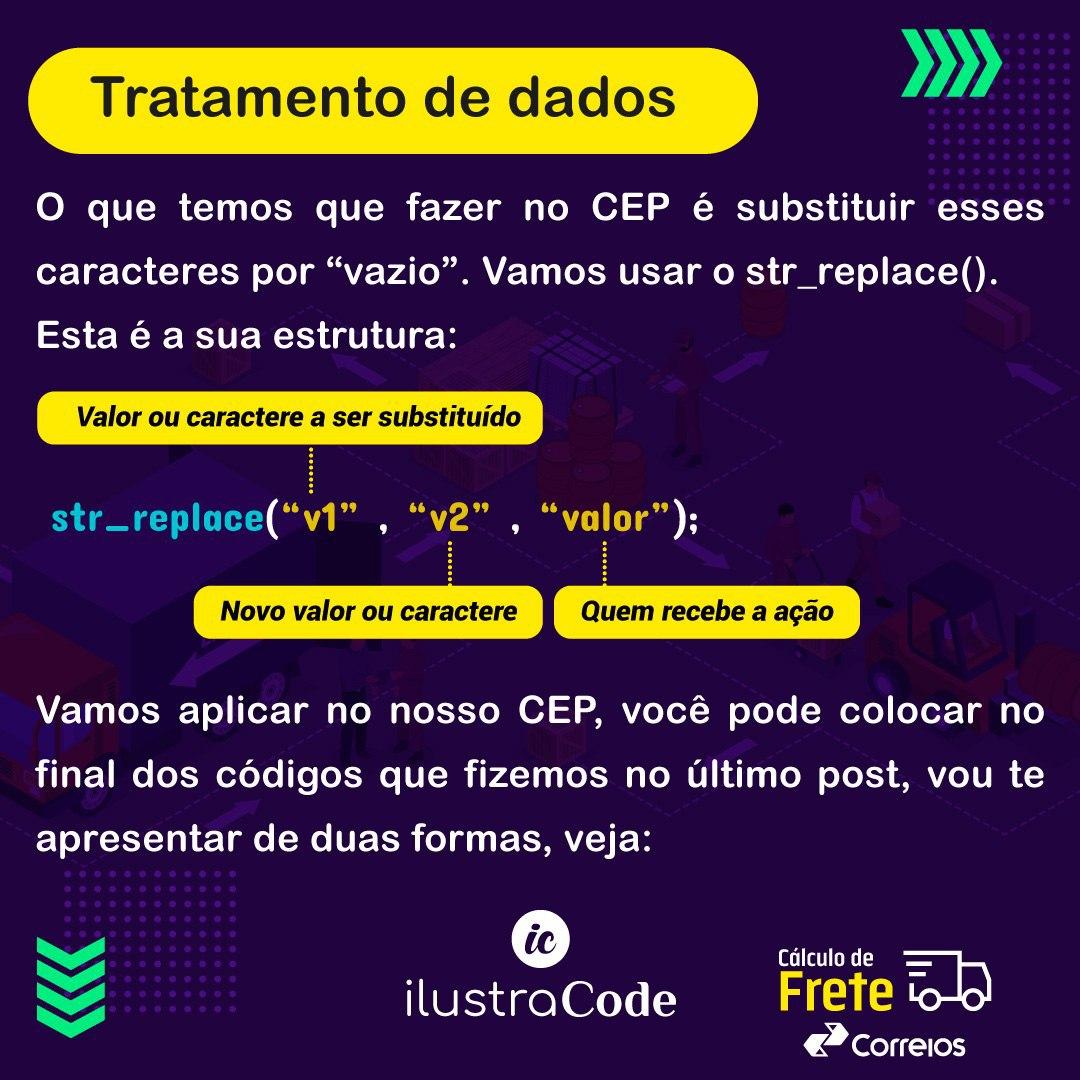 Tratamento de dados
O que temos que fazer no CEP é substituir esses
caracteres por “vazio”. Vamos usar o str_replace().
Esta é a sua estrutura:
Valor ou caractere a ser substituído
str_replace(“v1” , “v2” , “valor”);
Novo valor ou caractere
Quem recebe a ação
Vamos aplicar no nosso CEP, você pode colocar no
final dos códigos que fizemos no último post, vou te
apresentar de duas formas, veja:
ic
ilustraCode
Cálculo de
Frete
Correios